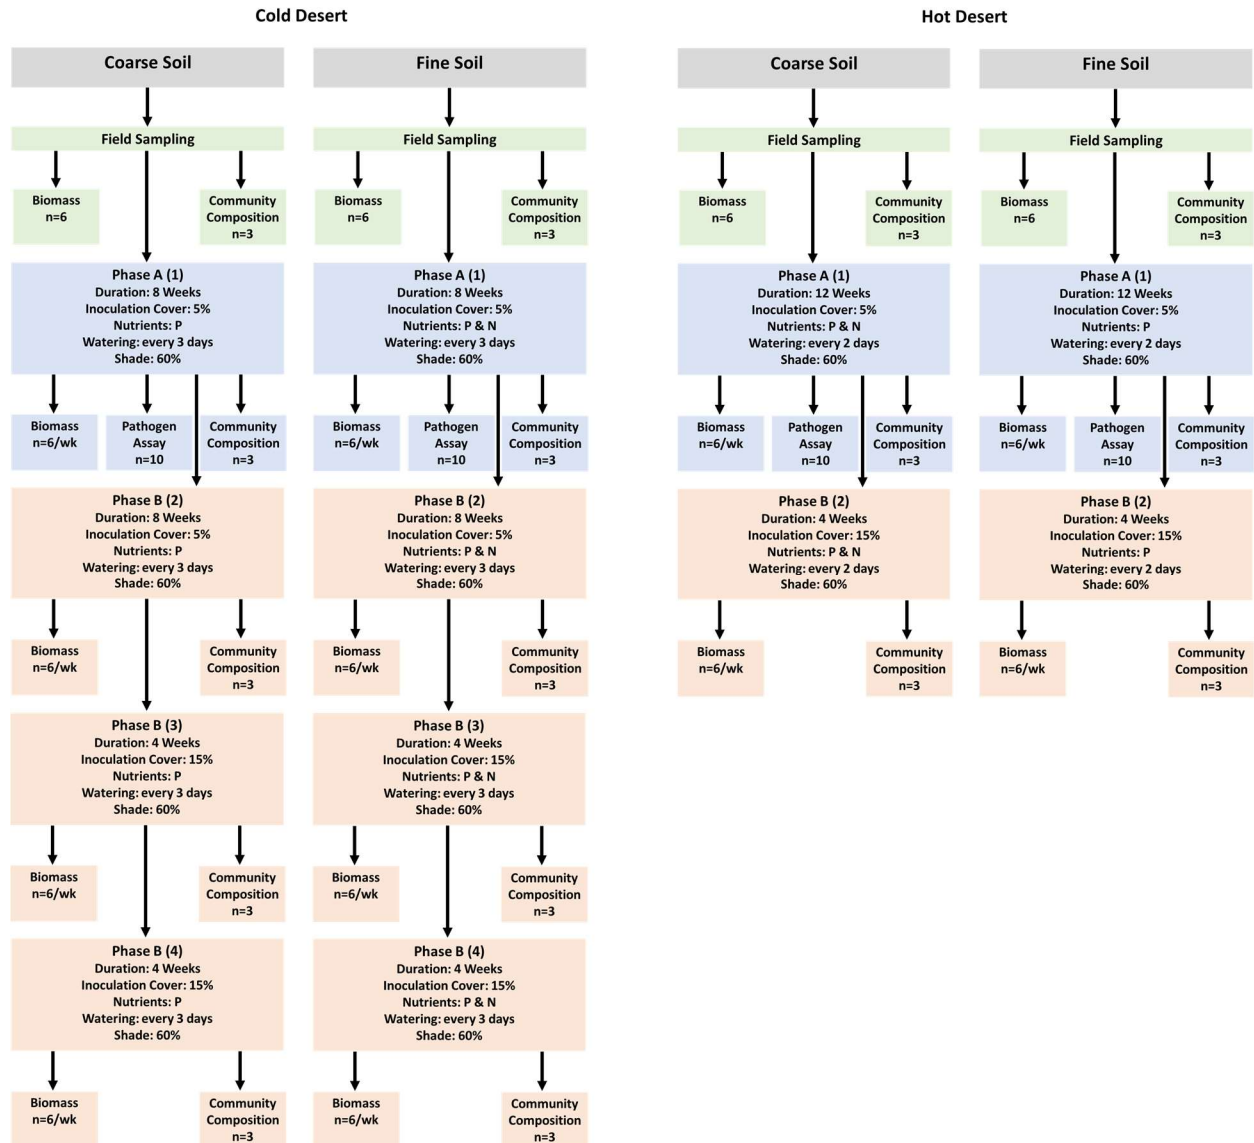 Cold Desert
Coarse Soil
Field Sampling
Biomass
n=6
Community
Composition
n=3
Phase A (1)
Duration: 8 Weeks
Inoculation Cover: 5%
Nutrients: P
Watering: every 3 days
Shade: 60%
Biomass
n=6/wk
Pathogen
Assay
n=10
Community
Composition
n=3
Phase B (2)
Duration: 8 Weeks
Inoculation Cover: 5%
Nutrients: P
Watering: every 3 days
Shade: 60%
Biomass
n=6/wk
Community
Composition
n=3
Phase B (3)
Duration: 4 Weeks
Inoculation Cover: 15%
Nutrients: P
Watering: every 3 days
Shade: 60%
Biomass
n=6/wk
Community
Composition
n=3
Phase B (4)
Duration: 4 Weeks
Inoculation Cover: 15%
Nutrients: P
Watering: every 3 days
Shade: 60%
Biomass
n=6/wk
Community
Composition
n=3
Fine Soil
Field Sampling
Biomass
n=6
Community
Composition
n=3
Phase A (1)
Duration: 8 Weeks
Inoculation Cover: 5%
Nutrients: P & N
Watering: every 3 days
Shade: 60%
Biomass
n=6/wk
Pathogen
Assay
n=10
Community
Composition
n=3
Phase B (2)
Duration: 8 Weeks
Inoculation Cover: 5%
Nutrients: P & N
Watering: every 3 days
Shade: 60%
Biomass
n=6/wk
Community
Composition
n=3
Phase B (3)
Duration: 4 Weeks
Inoculation Cover: 15%
Nutrients: P & N
Watering: every 3 days
Shade: 60%
Biomass
n=6/wk
Community
Composition
n=3
Phase B (4)
Duration: 4 Weeks
Inoculation Cover: 15%
Nutrients: P & N
Watering: every 3 days
Shade: 60%
Biomass
n=6/wk
Community
Composition
n=3
Hot Desert
Coarse Soil
Field Sampling
Biomass
n=6
Community
Composition
n=3
Phase A (1)
Duration: 12 Weeks
Inoculation Cover: 5%
Nutrients: P & N
Watering: every 2 days
Shade: 60%
Biomass
n=6/wk
Pathogen
Assay
n=10
Community
Composition
n=3
Phase B (2)
Duration: 4 Weeks
Inoculation Cover: 15%
Nutrients: P & N
Watering: every 2 days
Shade: 60%
Biomass
n=6/wk
Community
Composition
n=3
Fine Soil
Field Sampling
Biomass
n=6
Community
Composition
n=3
Phase A (1)
Duration: 12 Weeks
Inoculation Cover: 5%
Nutrients: P
Watering: every 2 days
Shade: 60%
Biomass
n=6/wk
Pathogen
Assay
n=10
Community
Composition
n=3
Phase B (2)
Duration: 4 Weeks
Inoculation Cover: 15%
Nutrients: P
Watering: every 2 days
Shade: 60%
Biomass
n=6/wk
Community
Composition
n=3